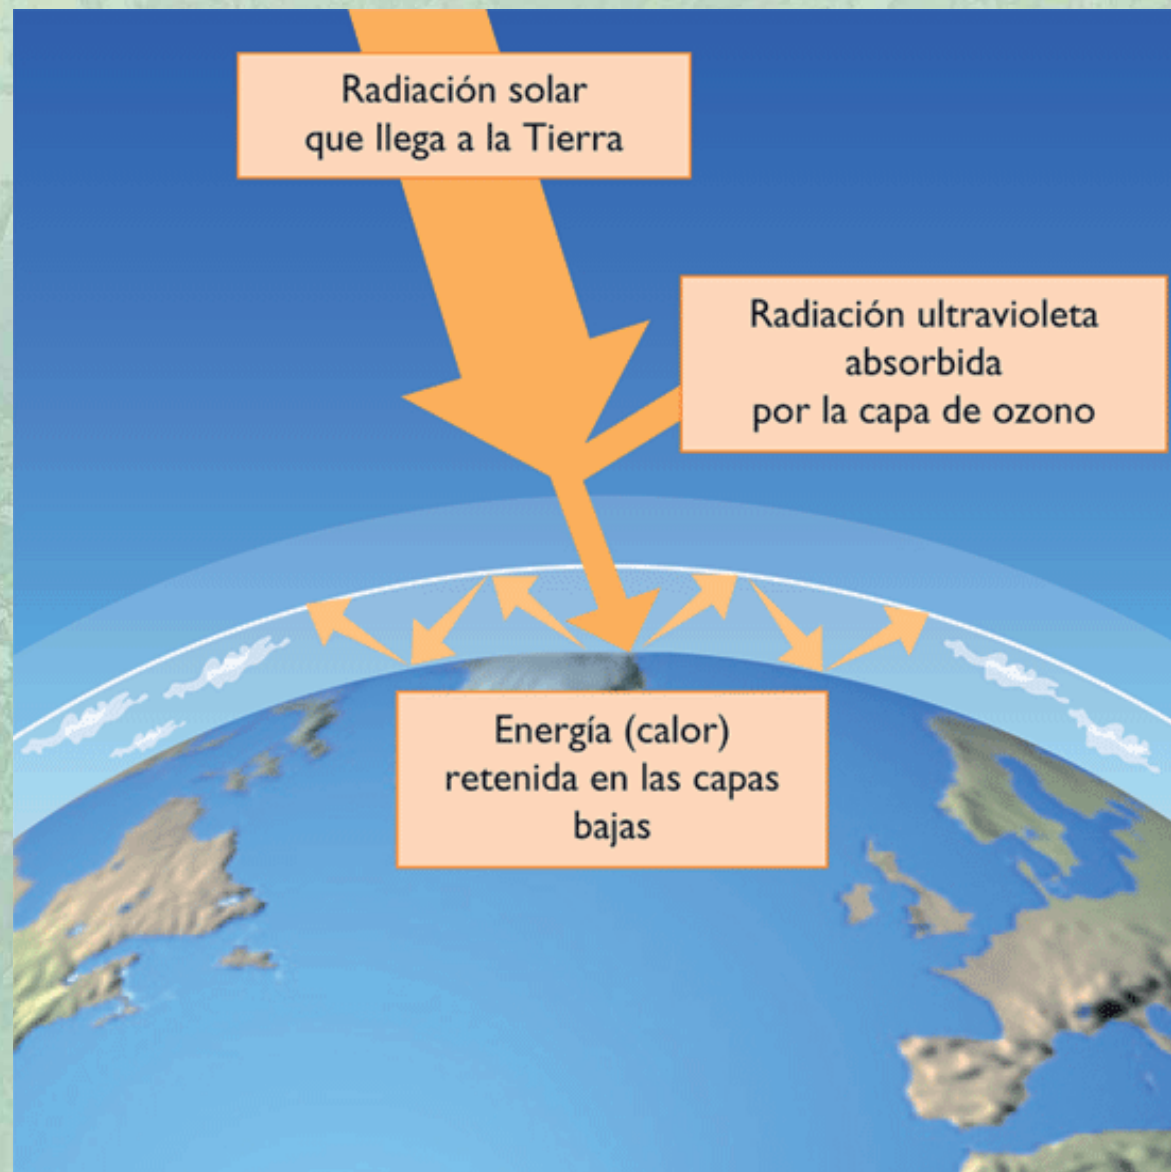 Radiación solar
que llega a la Tierra
Radiación ultravioleta
absorbida
por la capa de ozono
Energía (calor)
retenida en las capas
bajas